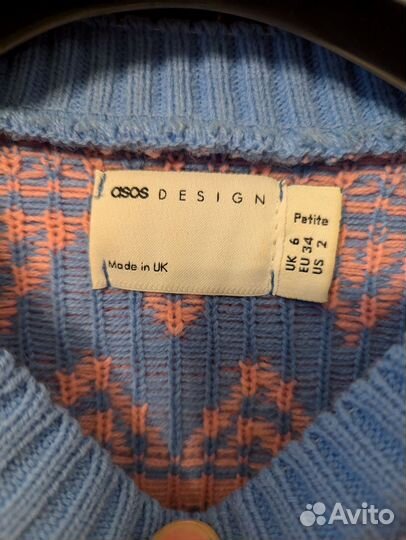 asos DESIGN
Made in UK
Petite
UK 6
EU 34
US 2
Avito